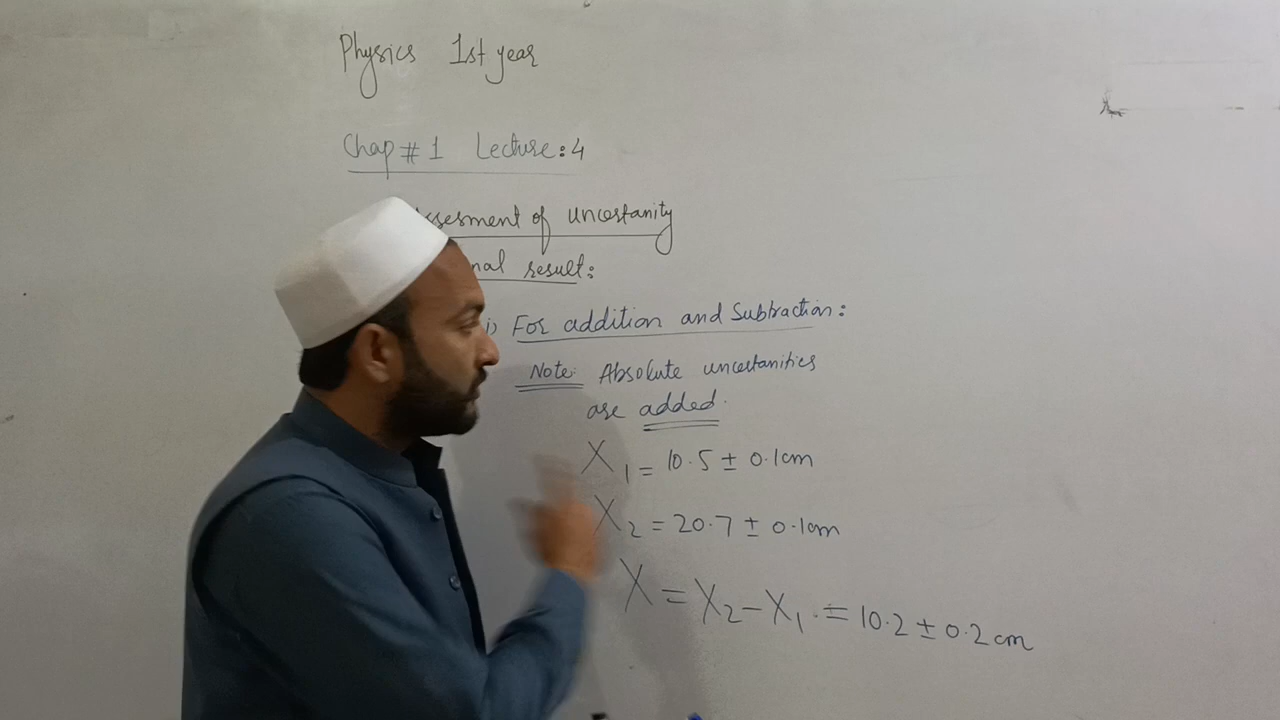 Physics 1st year
Chap # 1 Lecture: 4
ssesment of uncertanity
nal result:
i) For addition and Subtraction:
Note: Absolute uncertanities
are added.
X1 = 10.5 ± 0.1cm
X2 = 20.7 ± 0.1cm
X = X2 - X1 = 10.2 ± 0.2 cm